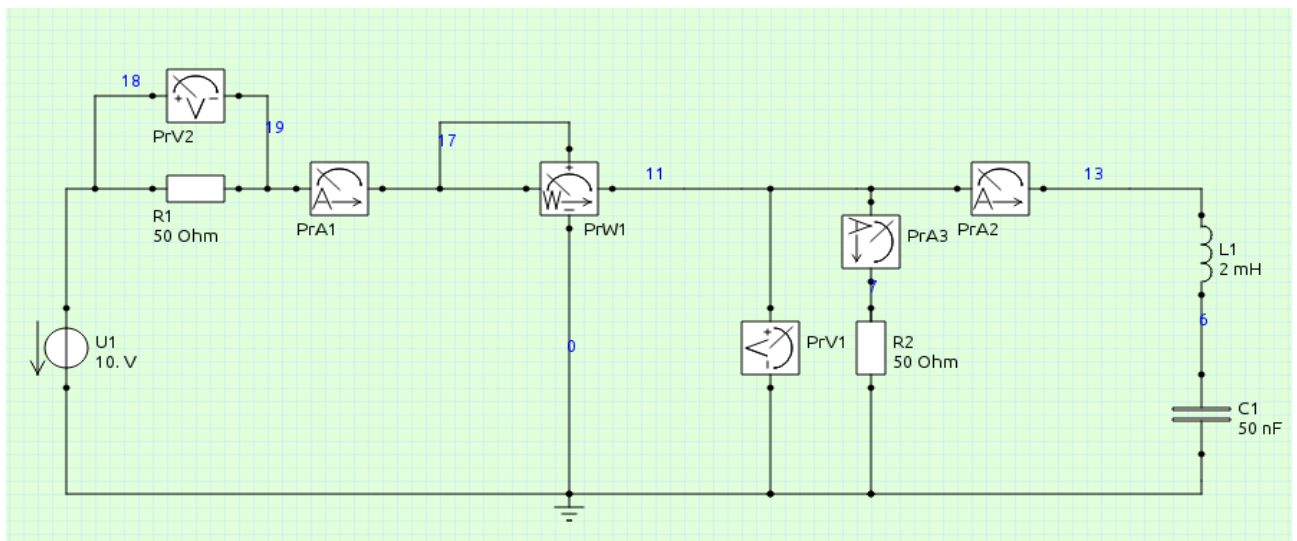 18
PrV2
19
17
11
13
R1
50 Ohm
A
PrA1
W
PrW1
A
PrA3
A
PrA2
L1
2 mH
7
6
U1
10. V
0
V
PrV1
R2
50 Ohm
C1
50 nF
V